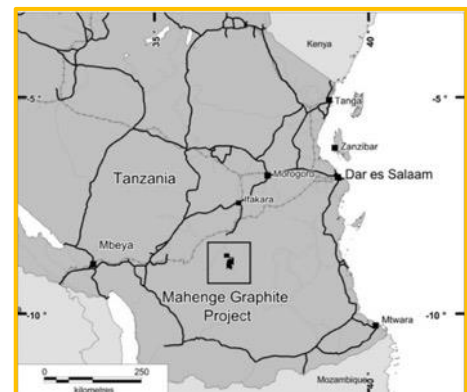 35
40
Kenya
-5
-5
Tanga
Zanzibar
Tanzania
Morogoro
Dar es Salaam
Ifakara
Mbeya
Mahenge Graphite
Project
-10
-10
Mtwara
0
250
kilometres
Mozambique